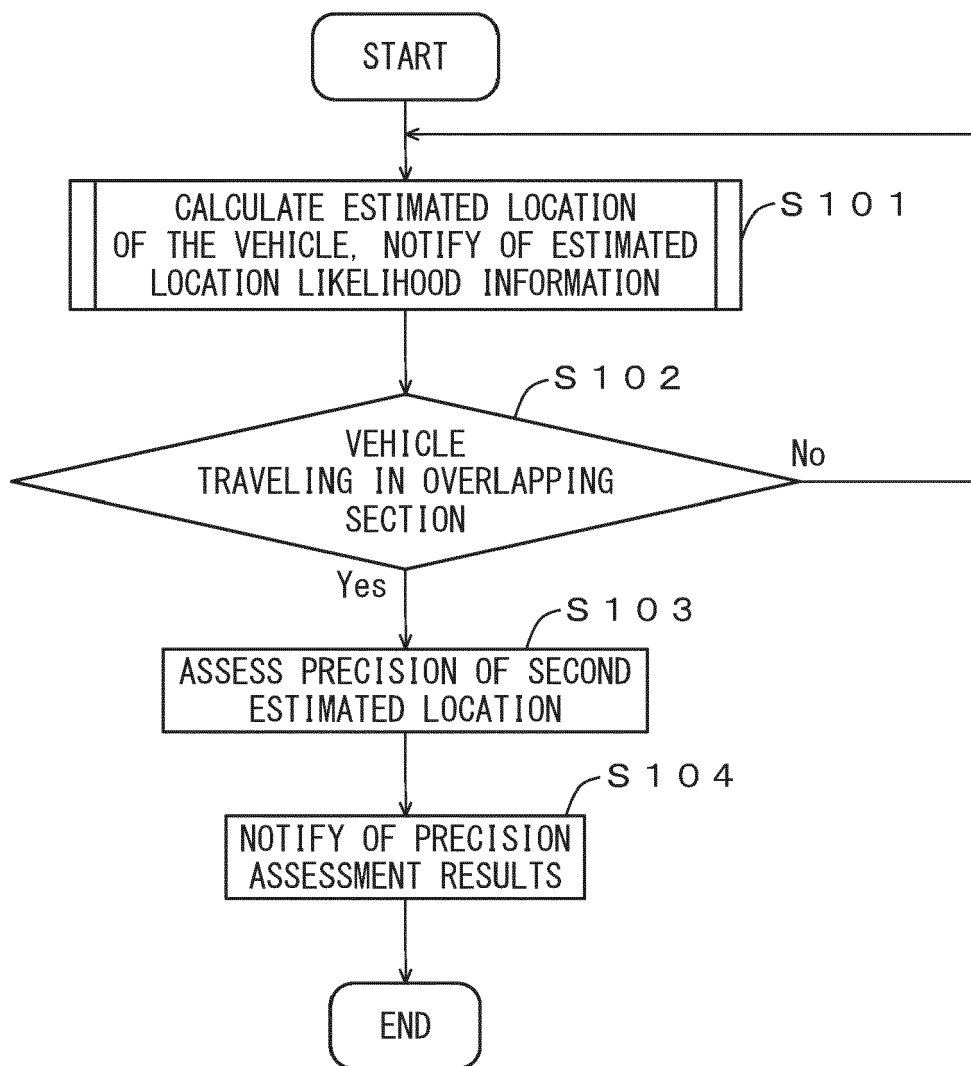 START
CALCULATE ESTIMATED LOCATION
OF THE VEHICLE, NOTIFY OF ESTIMATED
LOCATION LIKELIHOOD INFORMATION
S101
S102
VEHICLE
TRAVELING IN OVERLAPPING
SECTION
No
Yes
S103
ASSESS PRECISION OF SECOND
ESTIMATED LOCATION
S104
NOTIFY OF PRECISION
ASSESSMENT RESULTS
END